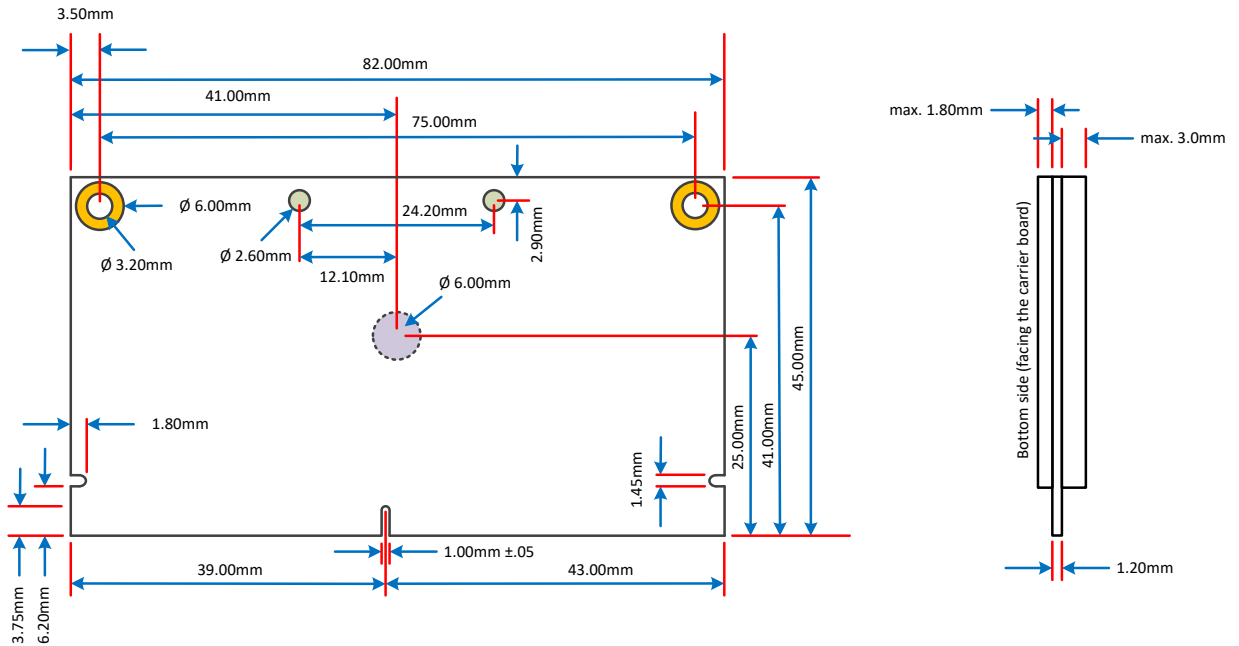 3.50mm
82.00mm
41.00mm
75.00mm
max. 1.80mm
max. 3.0mm
Ø 6.00mm
24.20mm
Ø 3.20mm
Ø 2.60mm
2.90mm
12.10mm
Ø 6.00mm
Bottom side (facing the carrier board)
45.00mm
41.00mm
25.00mm
1.80mm
1.45mm
1.00mm ±.05
39.00mm
43.00mm
1.20mm
3.75mm
6.20mm